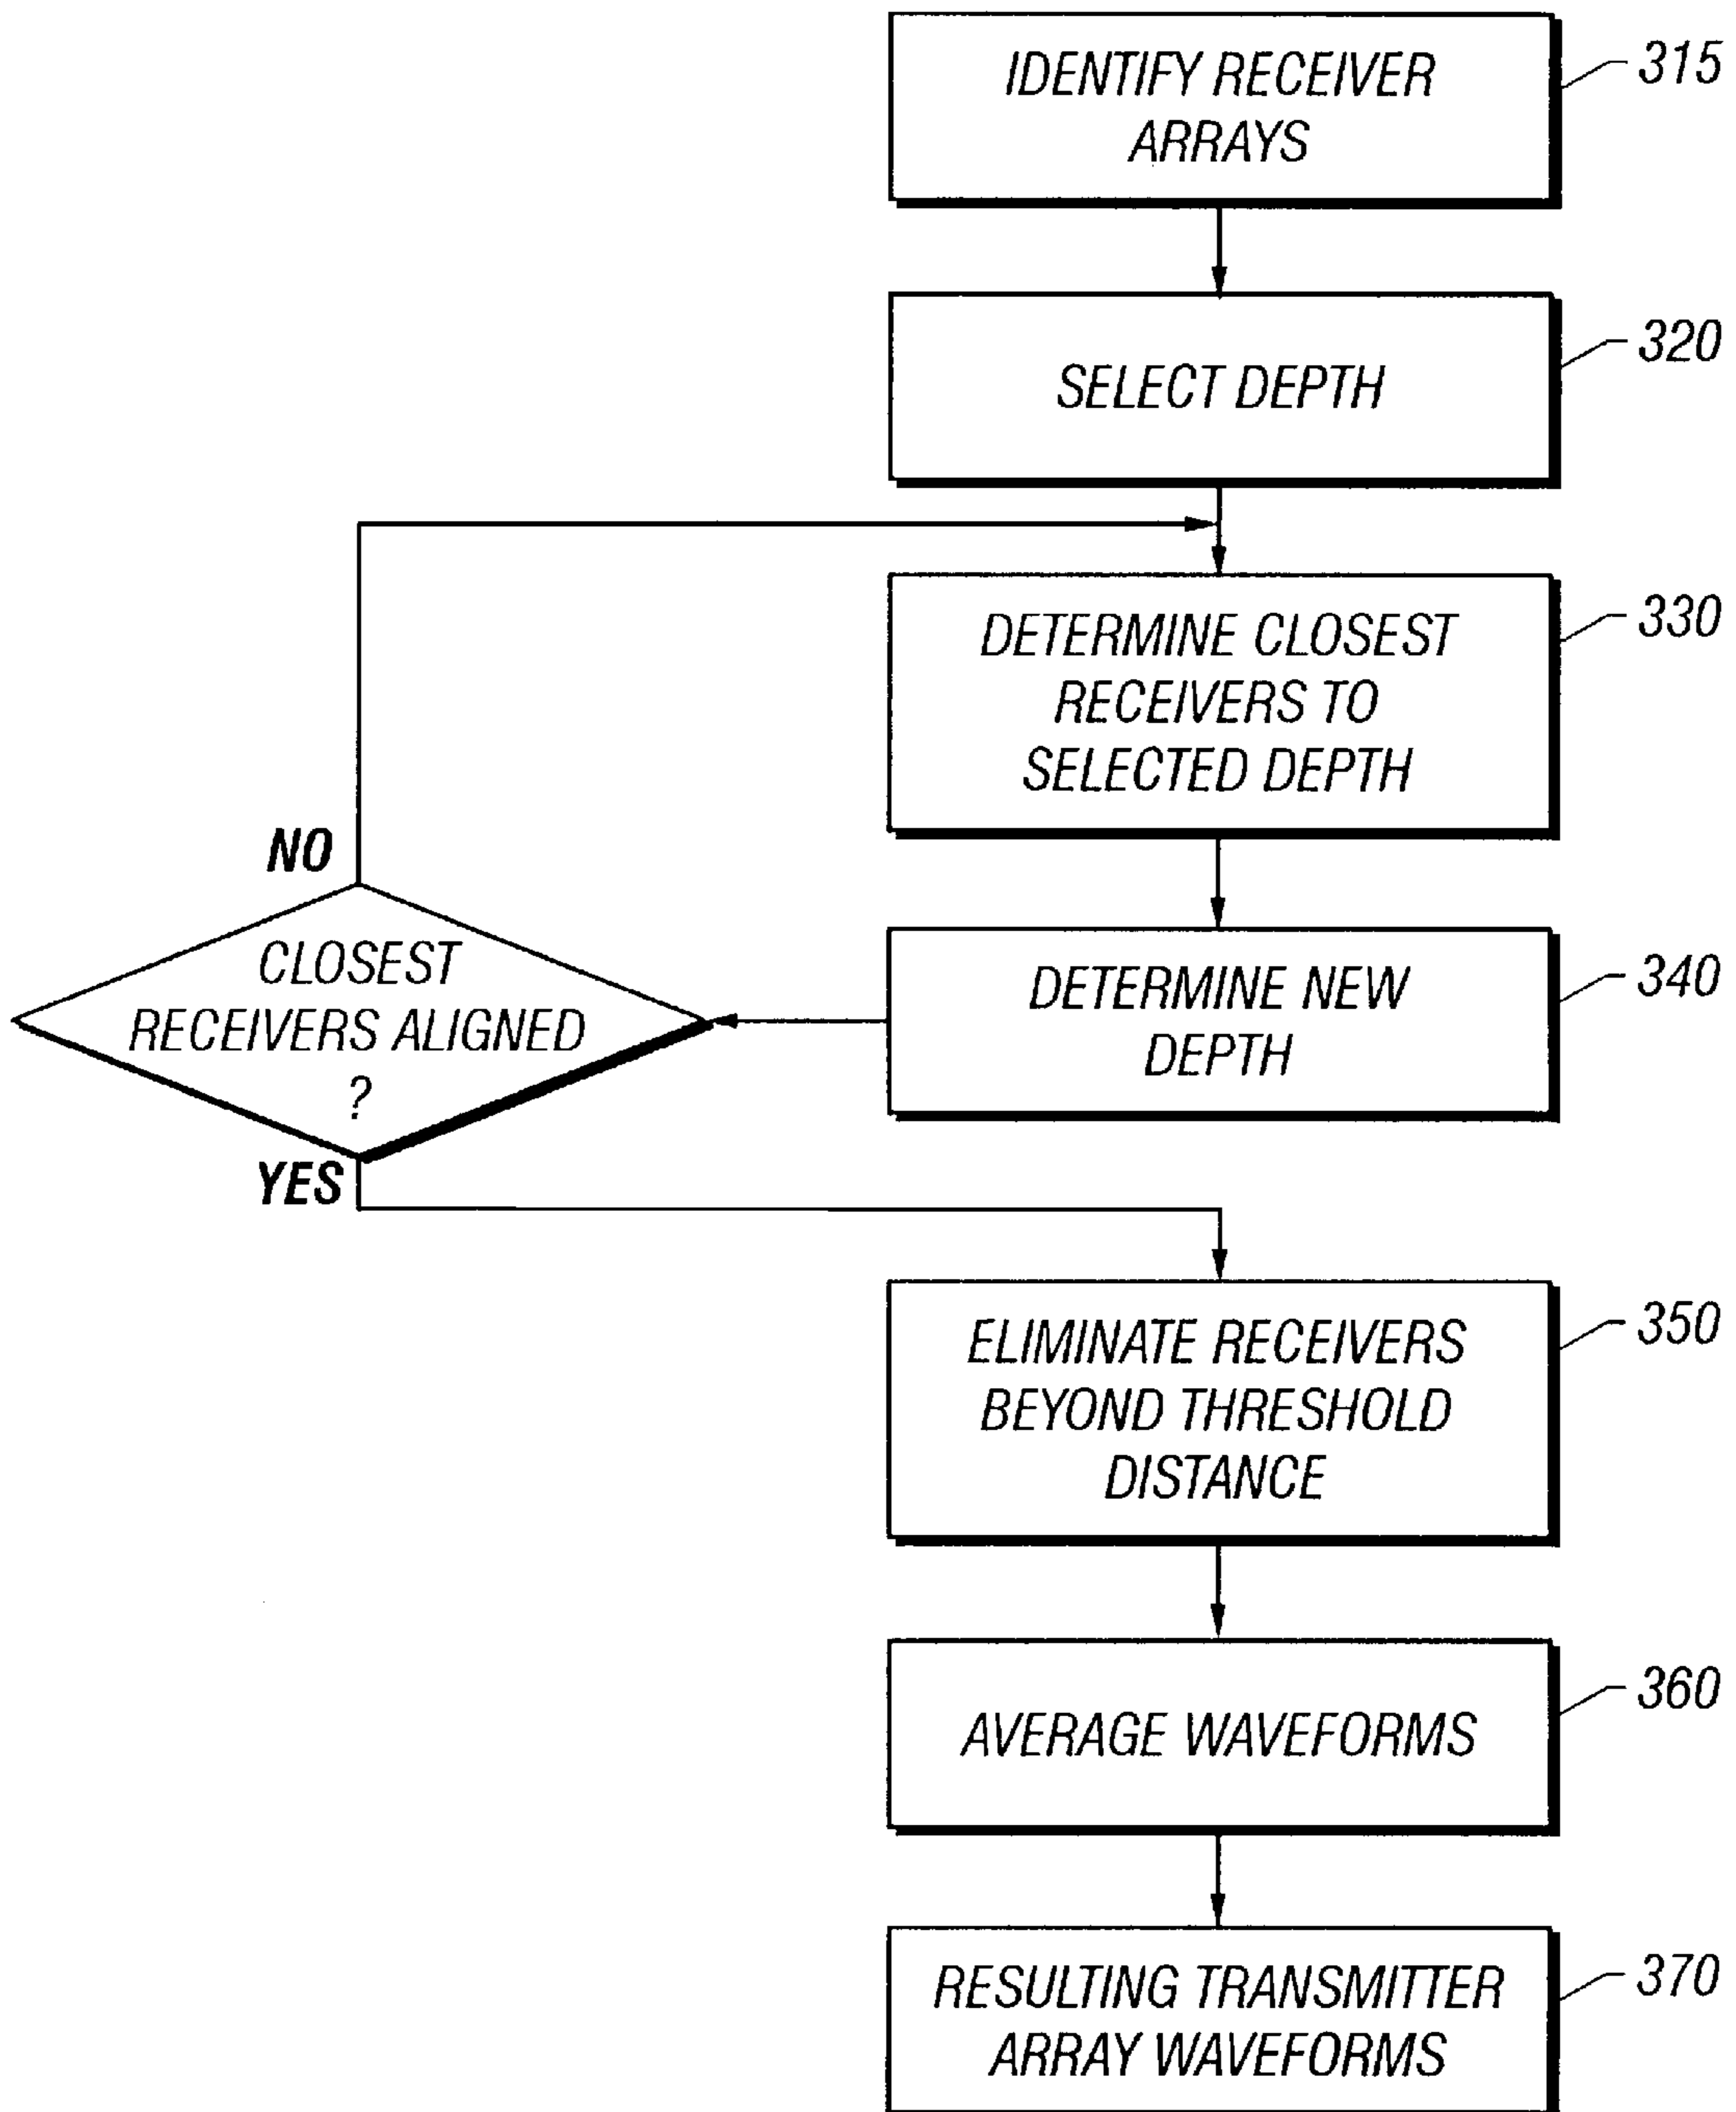 IDENTIFY RECEIVER
ARRAYS
315
SELECT DEPTH
320
DETERMINE CLOSEST
RECEIVERS TO
SELECTED DEPTH
330
NO
CLOSEST
RECEIVERS ALIGNED
?
YES
DETERMINE NEW
DEPTH
340
ELIMINATE RECEIVERS
BEYOND THRESHOLD
DISTANCE
350
AVERAGE WAVEFORMS
360
RESULTING TRANSMITTER
ARRAY WAVEFORMS
370